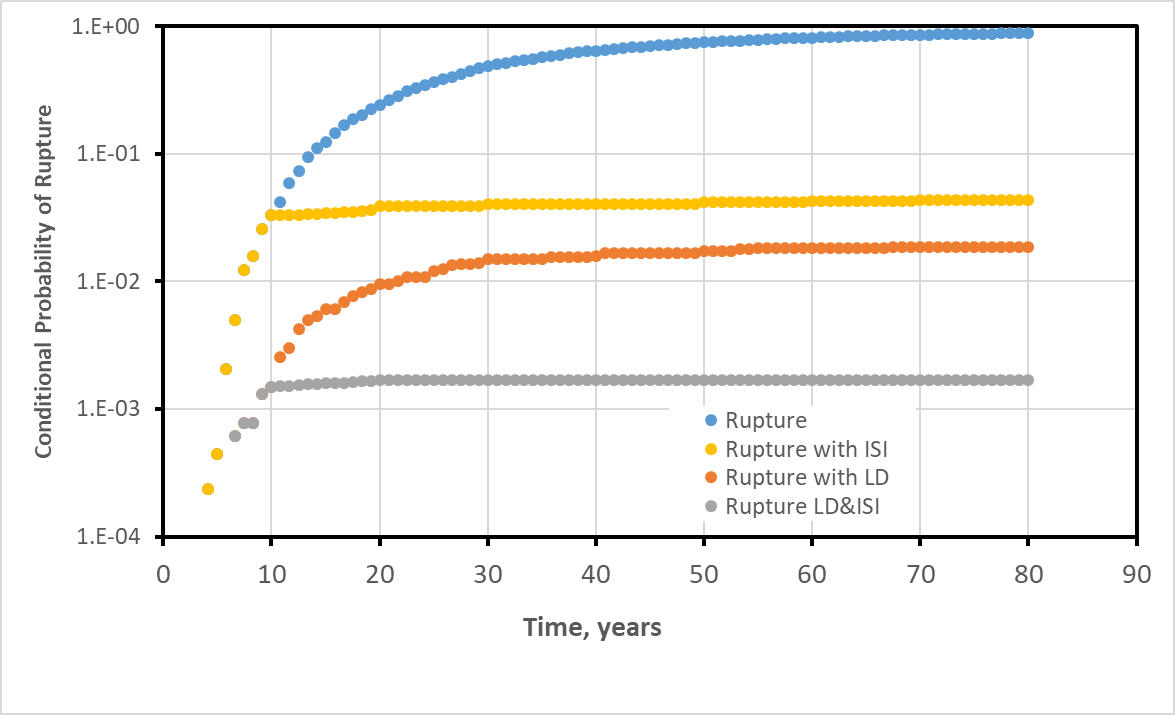 1.E+00
1.E-01
1.E-02
1.E-03
1.E-04
Conditional Probability of Rupture
Rupture
Rupture with ISI
Rupture with LD
Rupture LD&ISI
0 10 20 30 40 50 60 70 80 90
Time, years